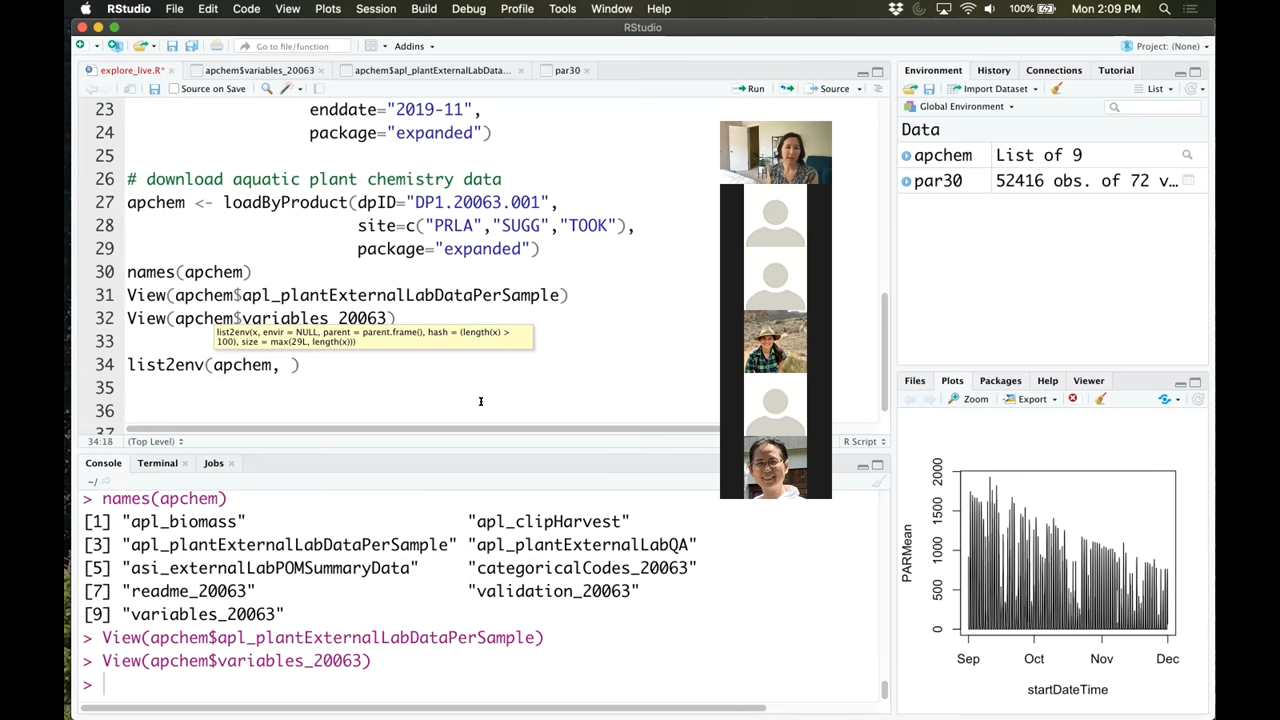 RStudio File Edit Code View Plots Session Build Debug Profile Tools Window Help 100% Mon 2:09 PM
RStudio
Go to file/function Addins Project: (None)
explore_live.R* apchem$variables_20063 apchem$apl_plantExternalLabData... par30
Source on Save Run Source
23 enddate="2019-11",
24 package="expanded")
25
26 # download aquatic plant chemistry data
27 apchem <- loadByProduct(dpID="DP1.20063.001",
28 site=c("PRLA","SUGG","TOOK"),
29 package="expanded")
30 names(apchem)
31 View(apchem$apl_plantExternalLabDataPerSample)
32 View(apchem$variables_20063)
list2env(x, envir = NULL, parent = parent.frame(), hash = (length(x) >
100), size = max(29L, length(x)))
33
34 list2env(apchem, )
35
36
37
34:18 (Top Level) R Script
Console Terminal Jobs
~/
> names(apchem)
[1] "apl_biomass" "apl_clipHarvest"
[3] "apl_plantExternalLabDataPerSample" "apl_plantExternalLabQA"
[5] "asi_externalLabPOMSummaryData" "categoricalCodes_20063"
[7] "readme_20063" "validation_20063"
[9] "variables_20063"
> View(apchem$apl_plantExternalLabDataPerSample)
> View(apchem$variables_20063)
>
Environment History Connections Tutorial
Import Dataset List
Global Environment
Data
apchem List of 9
par30 52416 obs. of 72 v...
Files Plots Packages Help Viewer
Zoom Export
PARMean
2000
1500
1000
500
0
Sep Oct Nov Dec
startDateTime